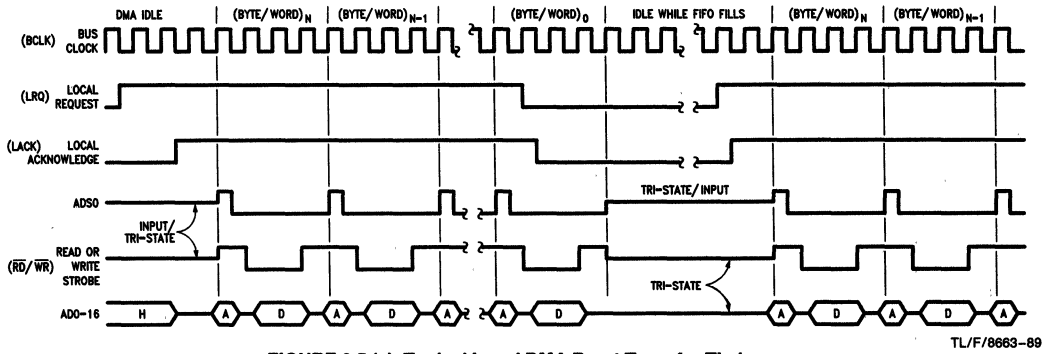 DMA IDLE (BYTE/WORD)N (BYTE/WORD)N-1 (BYTE/WORD)0 IDLE WHILE FIFO FILLS (BYTE/WORD)N (BYTE/WORD)N-1
(BCLK) BUS
CLOCK
(LRQ) LOCAL
REQUEST
(LACK) LOCAL
ACKNOWLEDGE
TRI-STATE/INPUT
ADS0
INPUT/
TRI-STATE
READ OR
(RD/WR) WRITE
STROBE
TRI-STATE
AD0-16 H A D A D A A D A D A D A
TL/F/8663-89